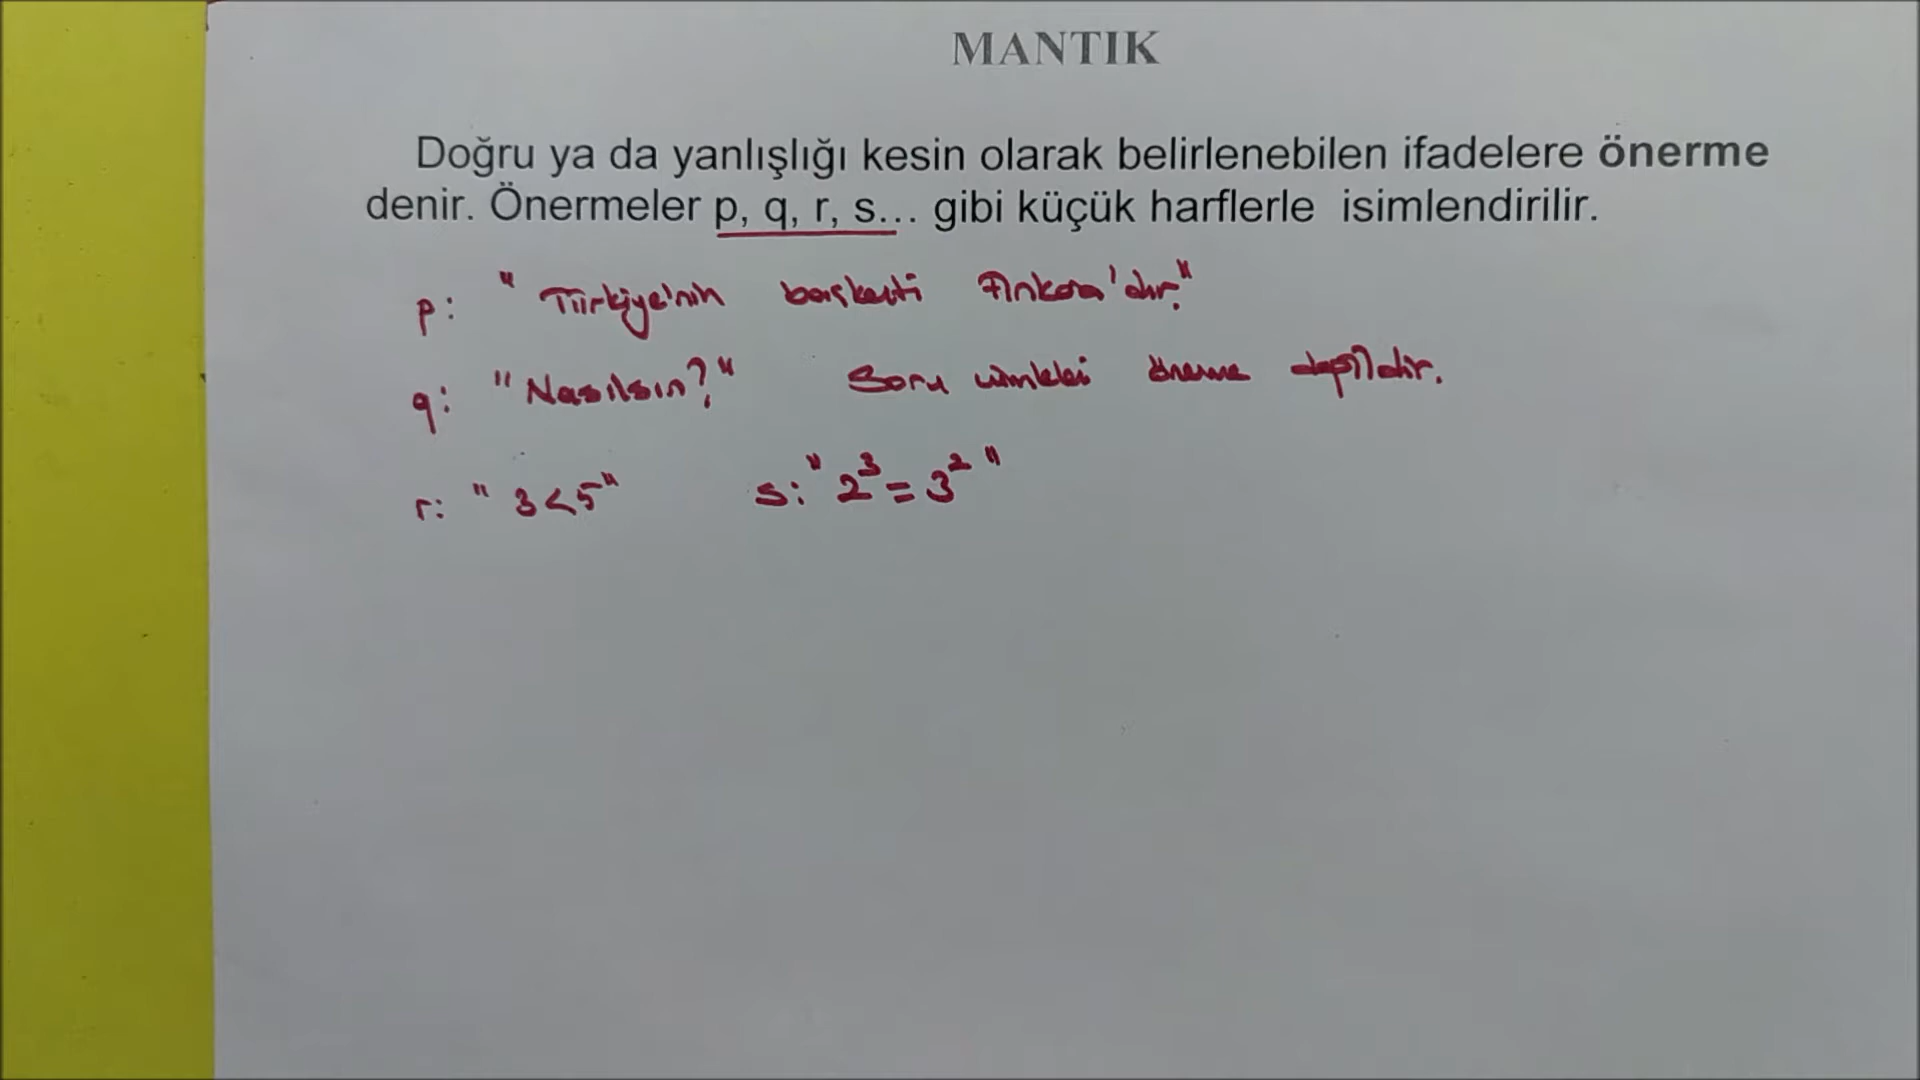 MANTIK
Doğru ya da yanlışlığı kesin olarak belirlenebilen ifadelere önerme
denir. Önermeler p, q, r, s... gibi küçük harflerle isimlendirilir.
p: "Türkiye'nin başkenti Ankara'dır."
q: "Nasılsın?" Soru cümleleri önerme değildir.
r: "3<5" s: "2³=3²"